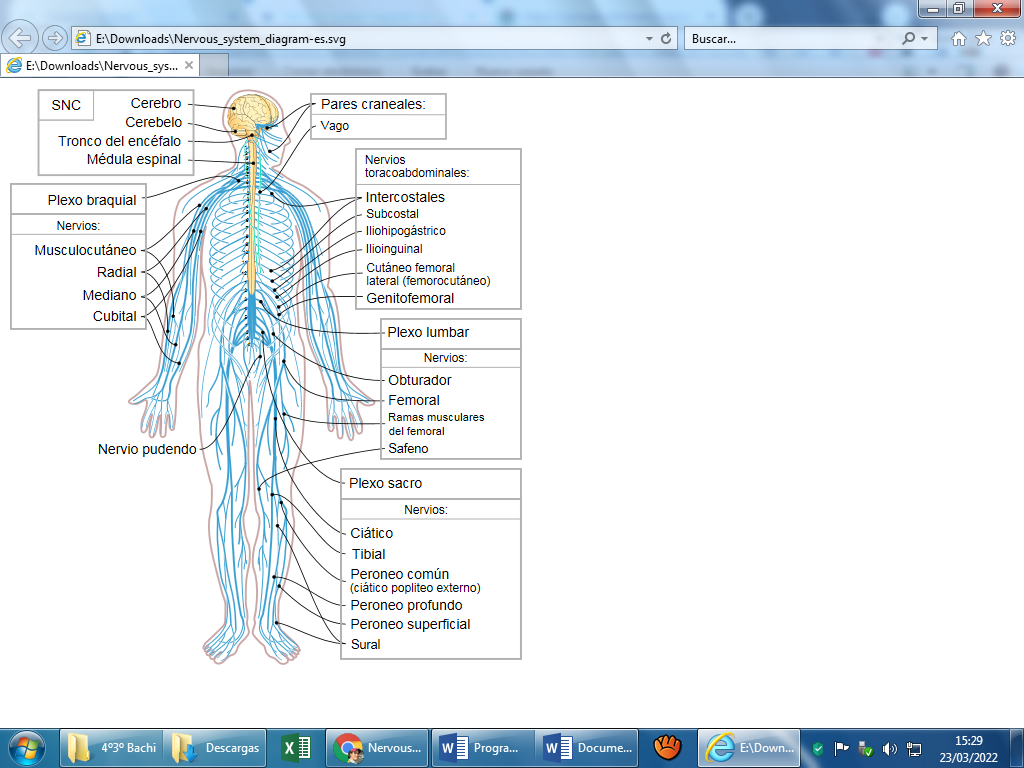 E:\Downloads\Nervous_system_diagram-es.svg
Buscar...
E:\Downloads\Nervous_sys...
SNC
Cerebro
Cerebelo
Tronco del encéfalo
Médula espinal
Pares craneales:
Vago
Nervios
toracoabdominales:
Intercostales
Subcostal
Iliohipogástrico
Ilioinguinal
Cutáneo femoral
lateral (femorocutáneo)
Genitofemoral
Plexo braquial
Nervios:
Musculocutáneo
Radial
Mediano
Cubital
Plexo lumbar
Nervios:
Obturador
Femoral
Ramas musculares
del femoral
Safeno
Nervio pudendo
Plexo sacro
Nervios:
Ciático
Tibial
Peroneo común
(ciático popliteo externo)
Peroneo profundo
Peroneo superficial
Sural
4º3º Bachi
Descargas
Nervous...
Progra...
Docume...
E:\Down...
15:29
23/03/2022